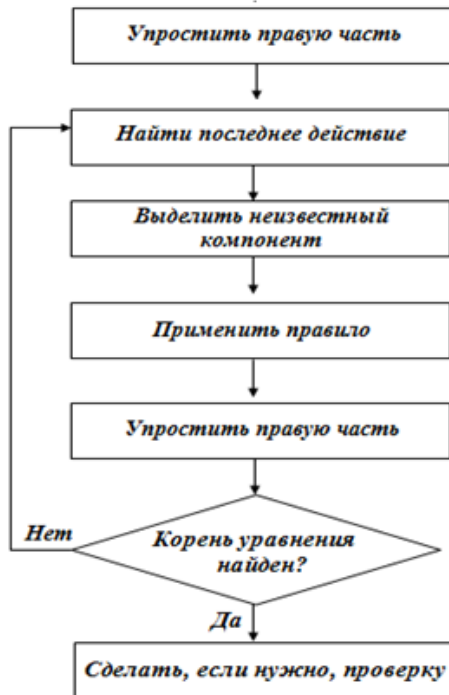 Упростить правую часть
Найти последнее действие
Выделить неизвестный
компонент
Применить правило
Упростить правую часть
Нет
Корень уравнения
найден?
Да
Сделать, если нужно, проверку